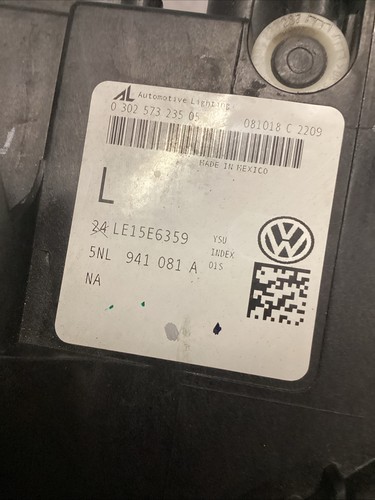 AL Automotive Lighting
0 302 573 235 05 081018 C 2209
MADE IN MEXICO
L
24 LE15E6359 YSU
INDEX
5NL 941 081 A 01S
NA